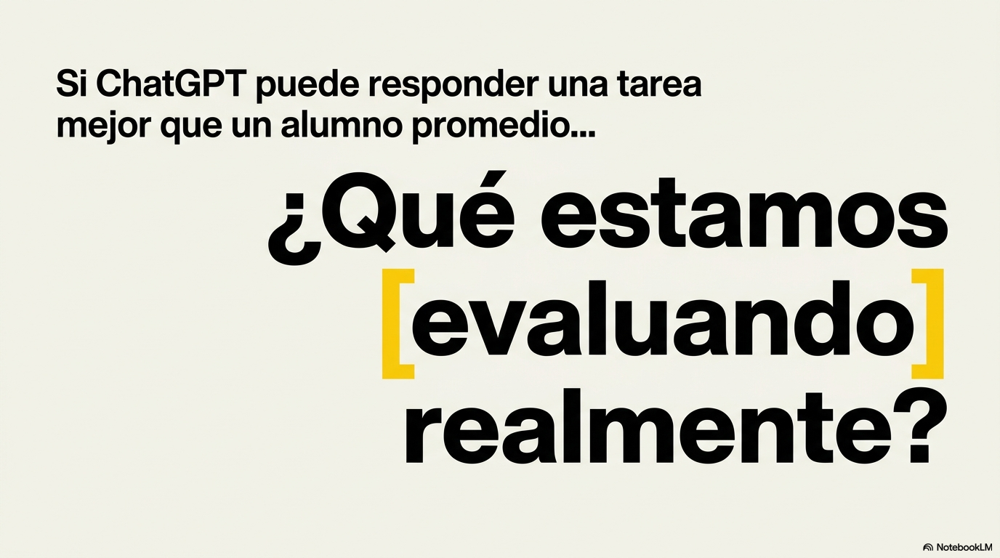 Si ChatGPT puede responder una tarea
mejor que un alumno promedio...
¿Qué estamos
[evaluando]
realmente?
NotebookLM